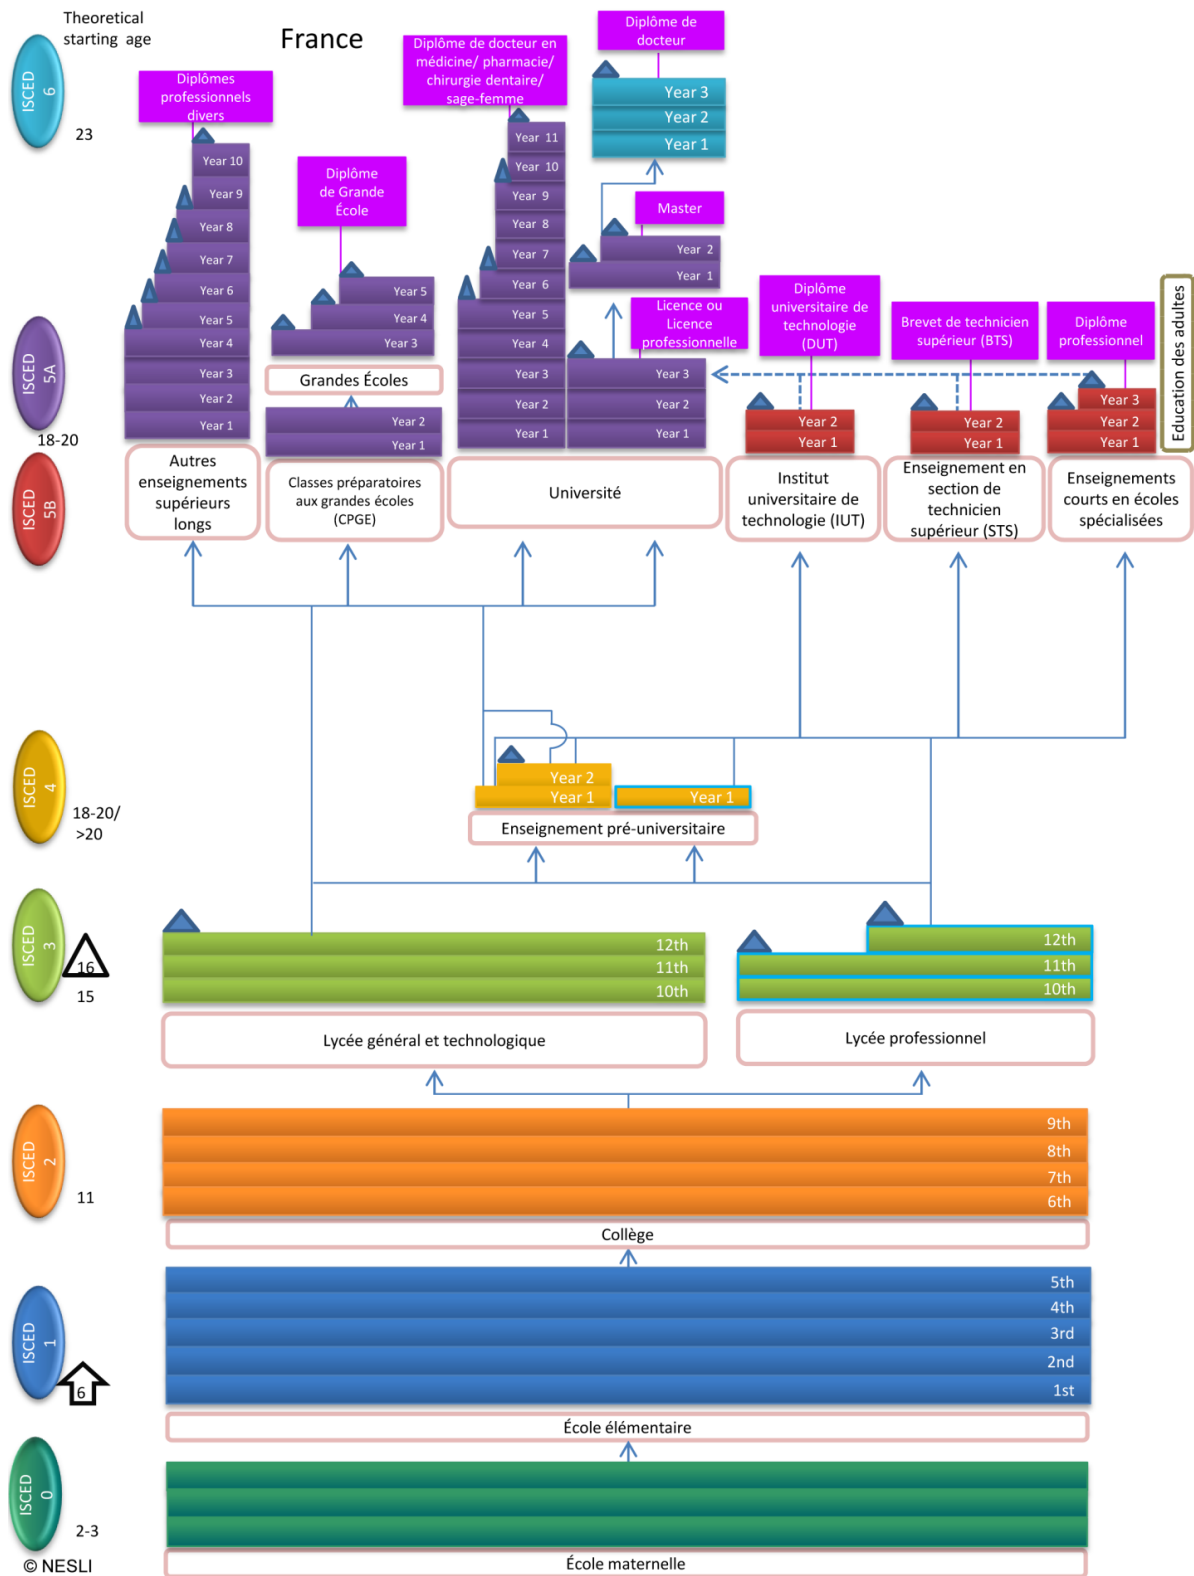 Theoretical
starting age
France
ISCED
6
23
Diplômes
professionnels
divers
Year 10
Year 9
Year 8
Year 7
Year 6
Year 5
Year 4
Year 3
Year 2
Year 1
Autres
enseignements
supérieurs
longs
Diplôme
de Grande
École
Year 5
Year 4
Year 3
Grandes Écoles
Year 2
Year 1
Classes préparatoires
aux grandes écoles
(CPGE)
Diplôme de docteur en
médicine/ pharmacie/
chirurgie dentaire/
sage-femme
Year 11
Year 10
Year 9
Year 8
Year 7
Year 6
Year 5
Year 4
Year 3
Year 2
Year 1
Diplôme de
docteur
Year 3
Year 2
Year 1
Master
Year 2
Year 1
Licence ou
Licence
professionnelle
Year 3
Year 2
Year 1
Université
Diplôme
universitaire de
technologie
(DUT)
Year 2
Year 1
Institut
universitaire de
technologie (IUT)
Brevet de technicien
supérieur (BTS)
Year 2
Year 1
Enseignement en
section de
technicien
supérieur (STS)
Diplôme
professionnel
Year 3
Year 2
Year 1
Enseignements
courts en écoles
spécialisées
Education des adultes
ISCED
5A
18-20
ISCED
5B
ISCED
4
18-20/
>20
Year 2
Year 1
Year 1
Enseignement pré-universitaire
ISCED
3
16
15
12th
11th
10th
Lycée général et technologique
12th
11th
10th
Lycée professionnel
ISCED
2
11
9th
8th
7th
6th
Collège
ISCED
1
6
5th
4th
3rd
2nd
1st
École élémentaire
ISCED
0
2-3
École maternelle
© NESLI